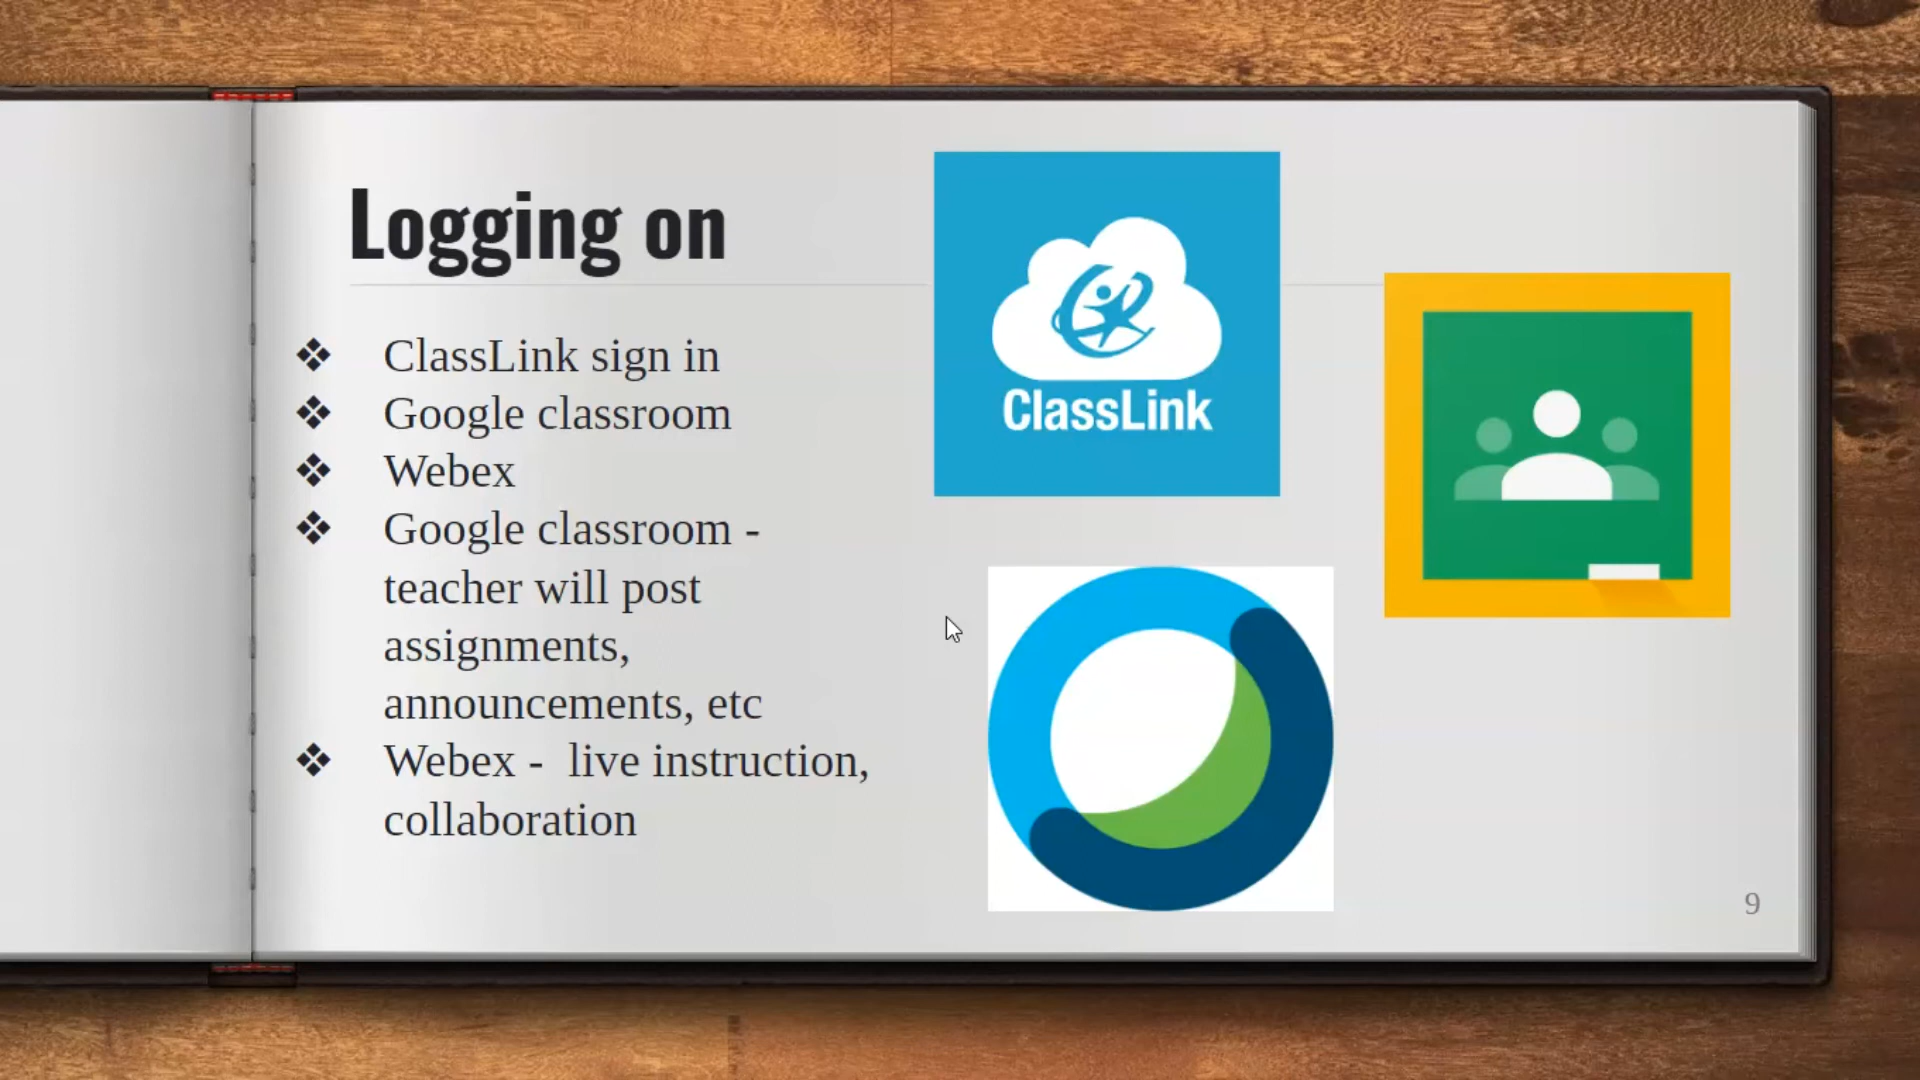 Logging on
❖ ClassLink sign in
❖ Google classroom
❖ Webex
❖ Google classroom -
teacher will post
assignments,
announcements, etc
❖ Webex -  live instruction,
collaboration
ClassLink
9